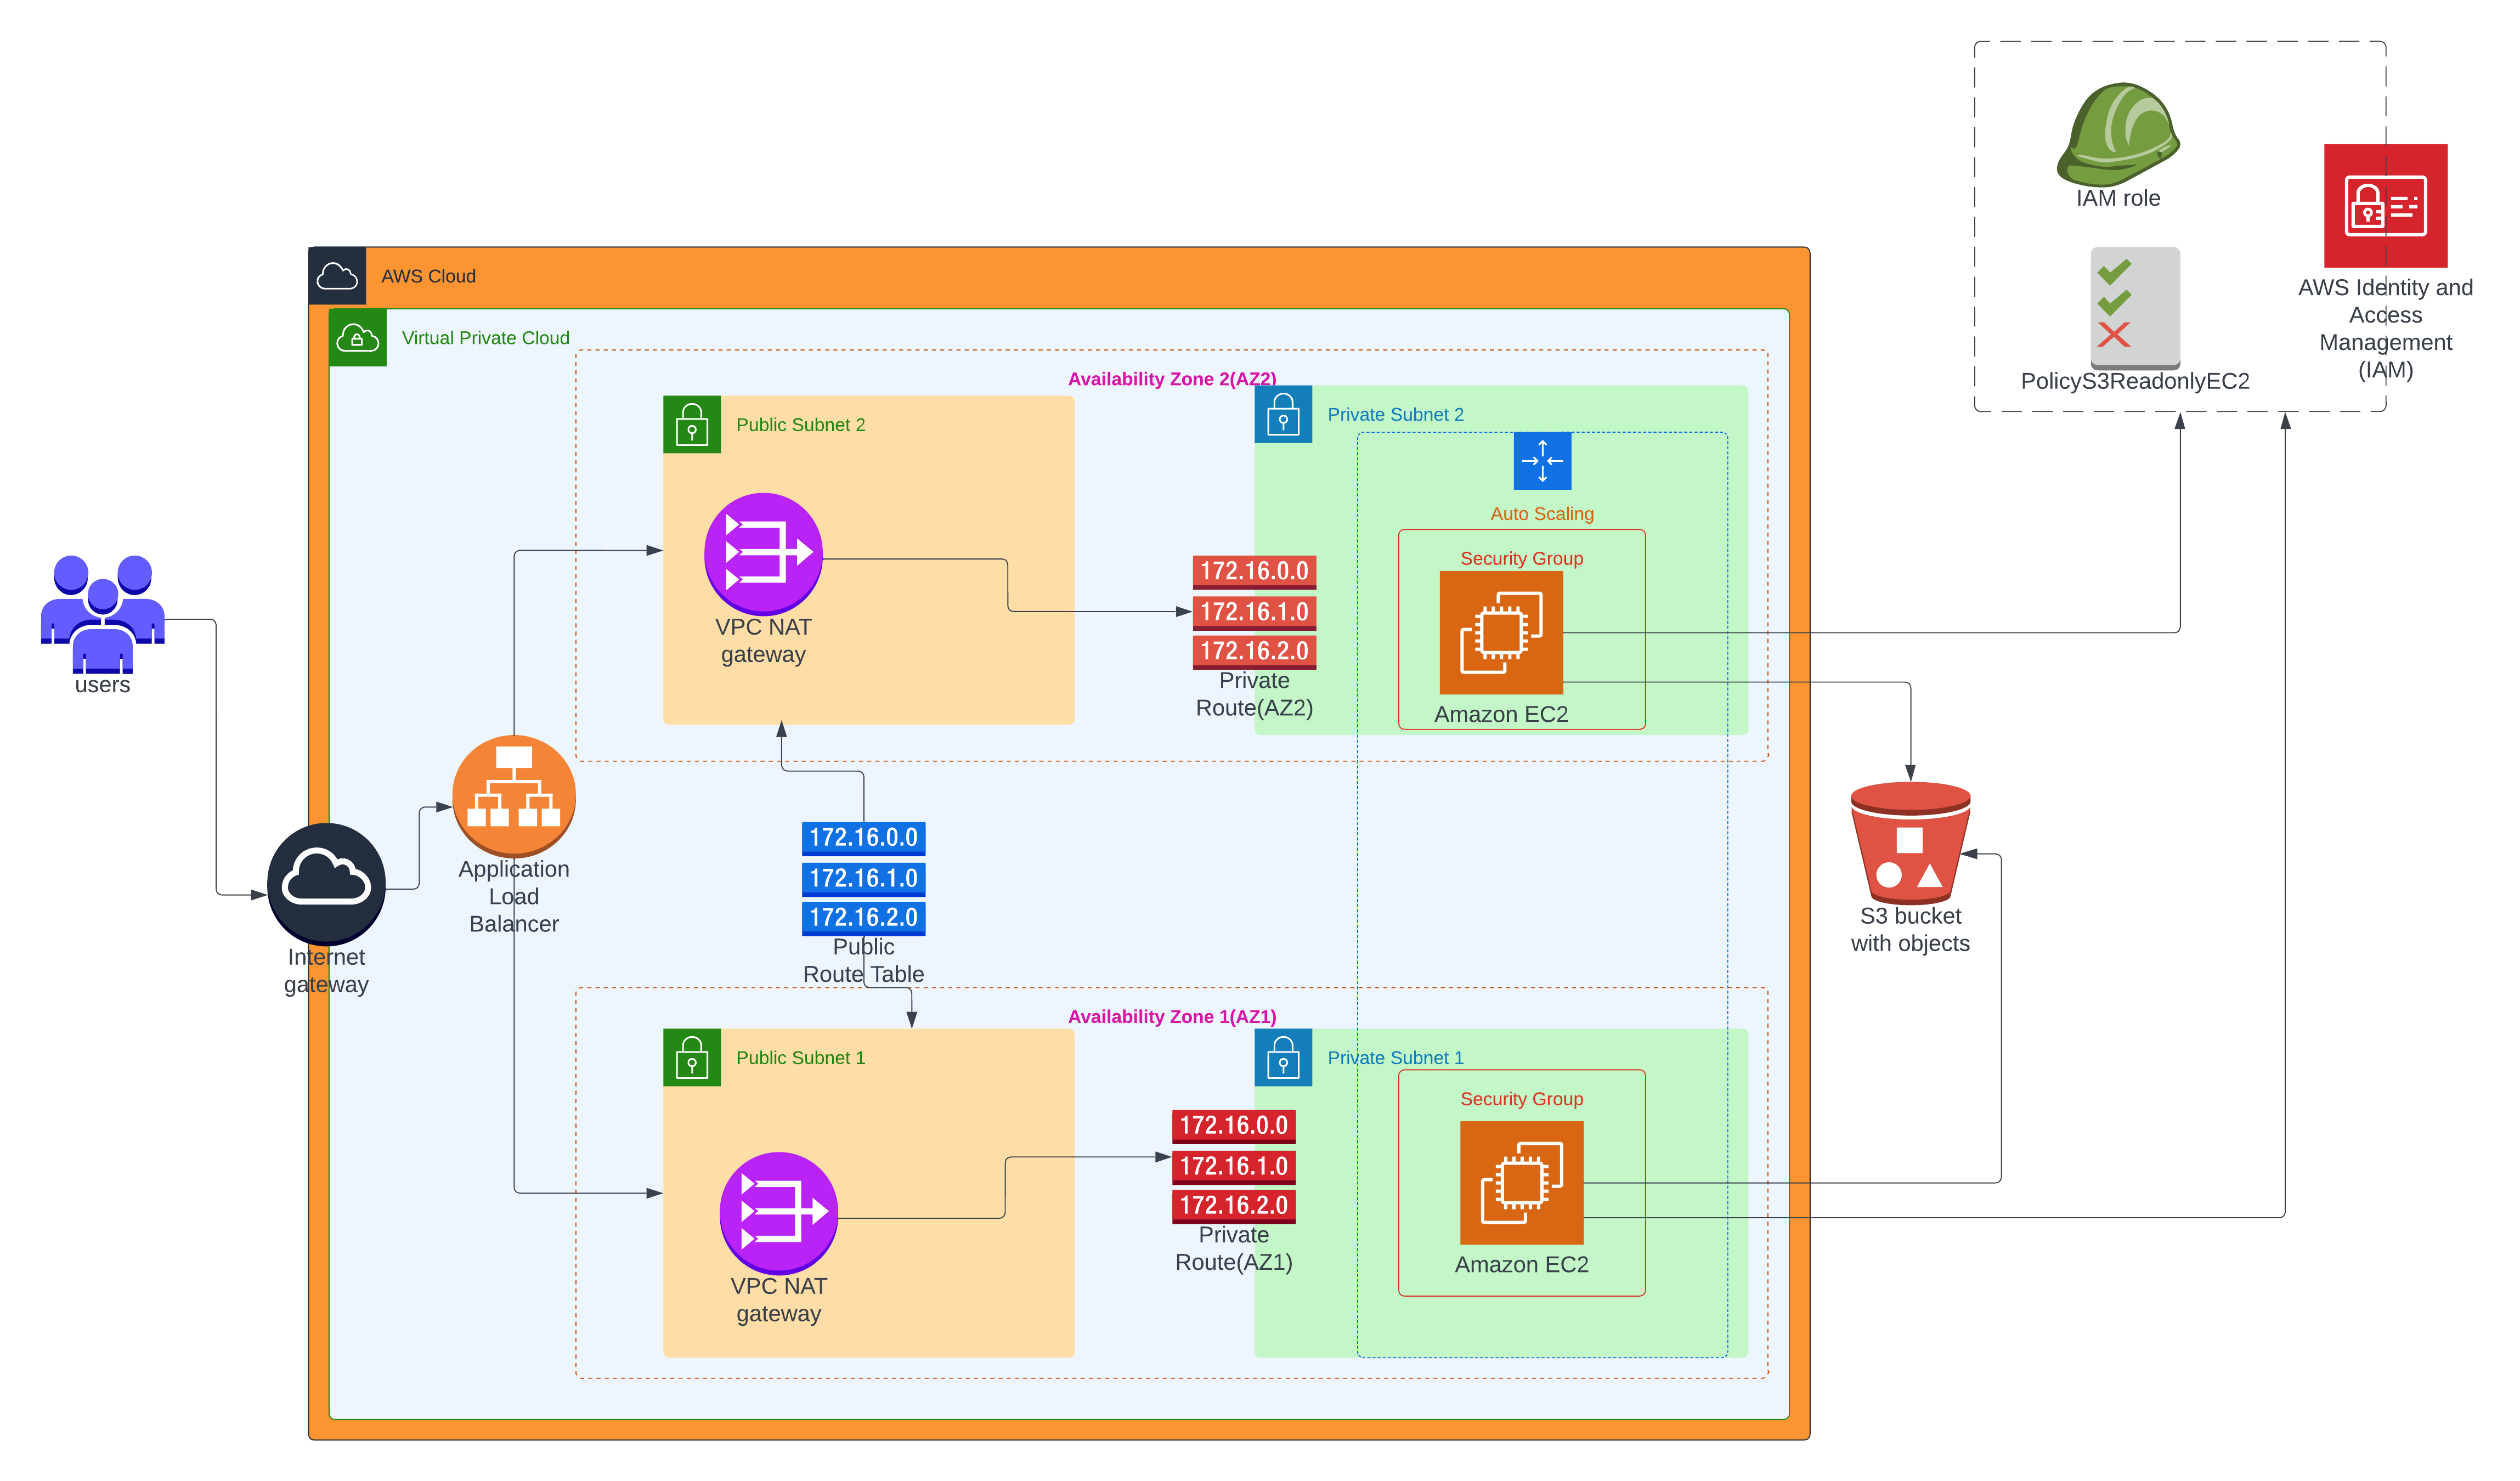 IAM role
AWS Identity and
Access
Management
(IAM)
PolicyS3ReadonlyEC2
AWS Cloud
Virtual Private Cloud
Availability Zone 2(AZ2)
Public Subnet 2
VPC NAT
gateway
Private Subnet 2
Auto Scaling
Security Group
Amazon EC2
172.16.0.0
172.16.1.0
172.16.2.0
Private
Route(AZ2)
users
Internet
gateway
Application
Load
Balancer
172.16.0.0
172.16.1.0
172.16.2.0
Public
Route Table
S3 bucket
with objects
Availability Zone 1(AZ1)
Public Subnet 1
VPC NAT
gateway
Private Subnet 1
Security Group
Amazon EC2
172.16.0.0
172.16.1.0
172.16.2.0
Private
Route(AZ1)